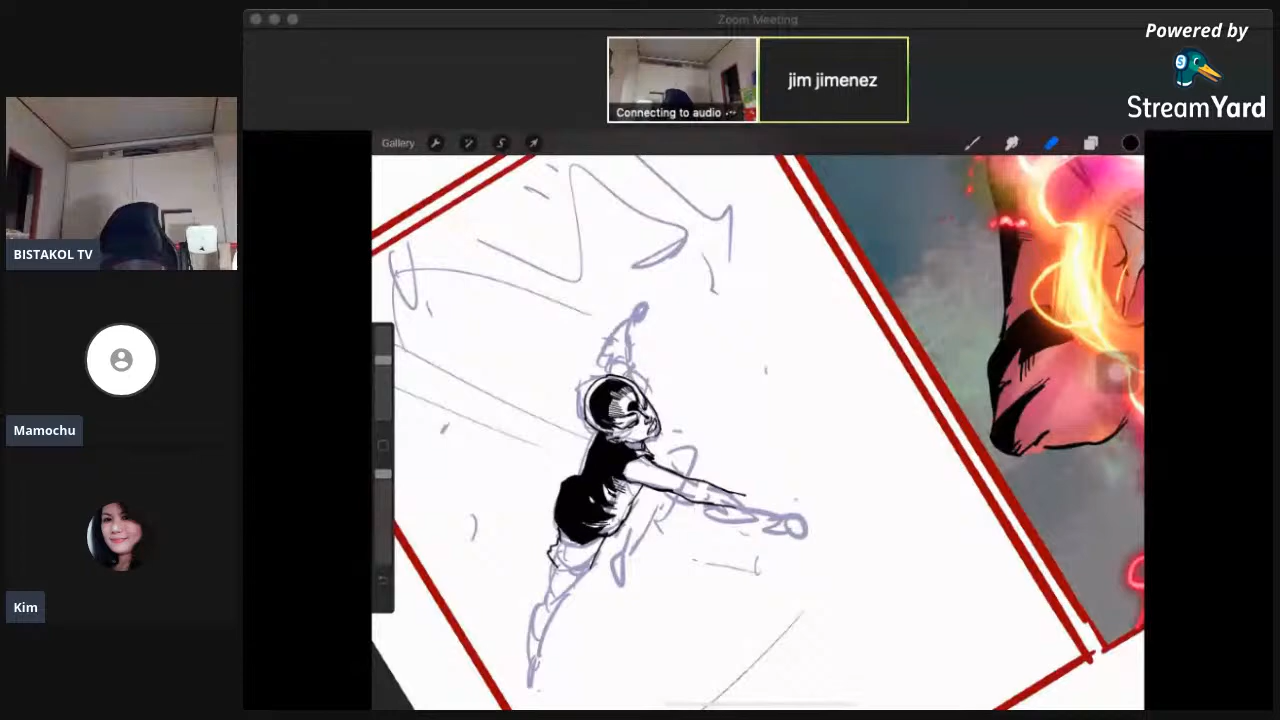 Zoom Meeting
Powered by
StreamYard
Connecting to audio ...
jim jimenez
Gallery
BISTAKOL TV
Mamochu
Kim